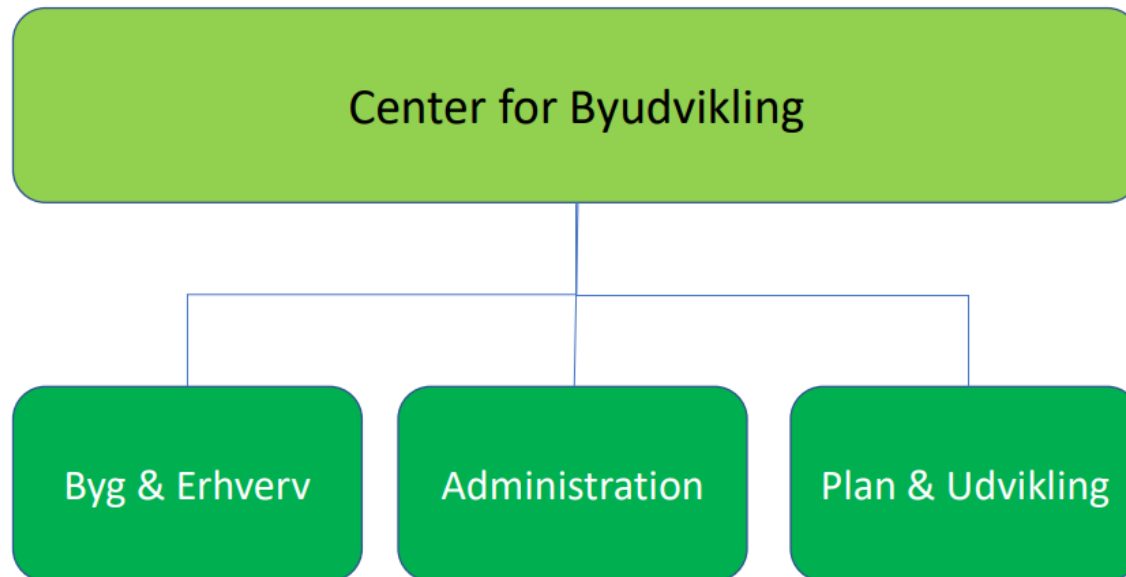 Center for Byudvikling
Byg & Erhverv
Administration
Plan & Udvikling